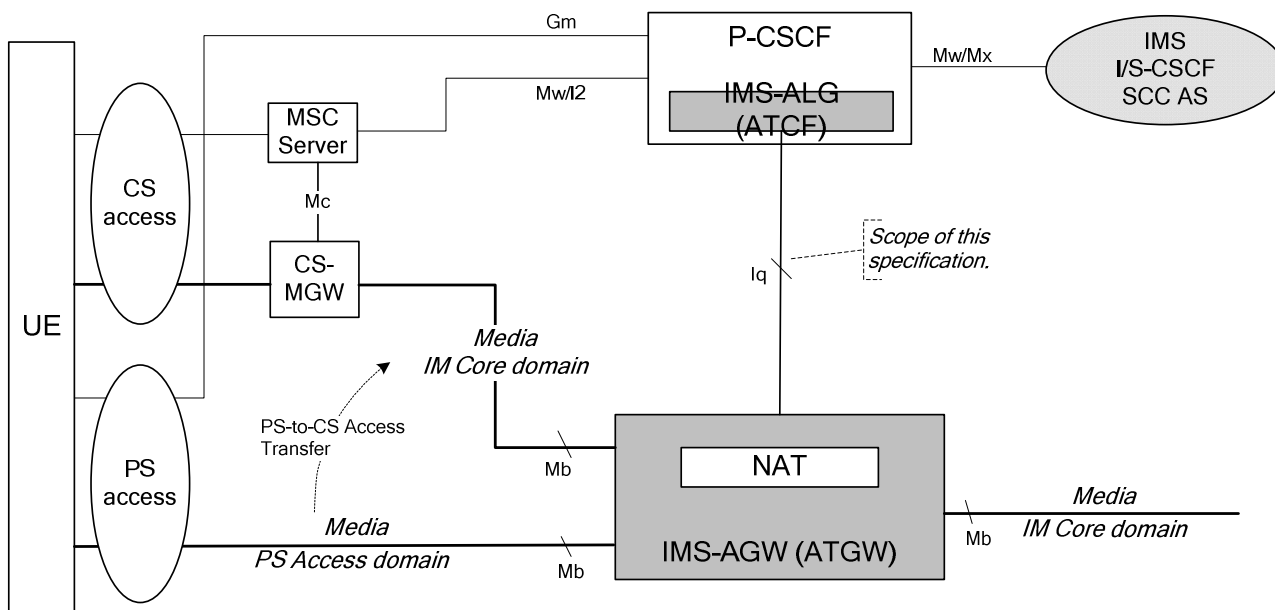 Gm
P-CSCF
IMS
I/S-CSCF
SCC AS
Mw/Mx
Mw/I2
IMS-ALG
(ATCF)
MSC
Server
CS
access
Mc
Scope of this
specification.
CS-
MGW
Iq
UE
Media
IM Core domain
PS-to-CS Access
Transfer
PS
access
Mb
NAT
Media
IM Core domain
Mb
Media
PS Access domain
Mb
IMS-AGW (ATGW)